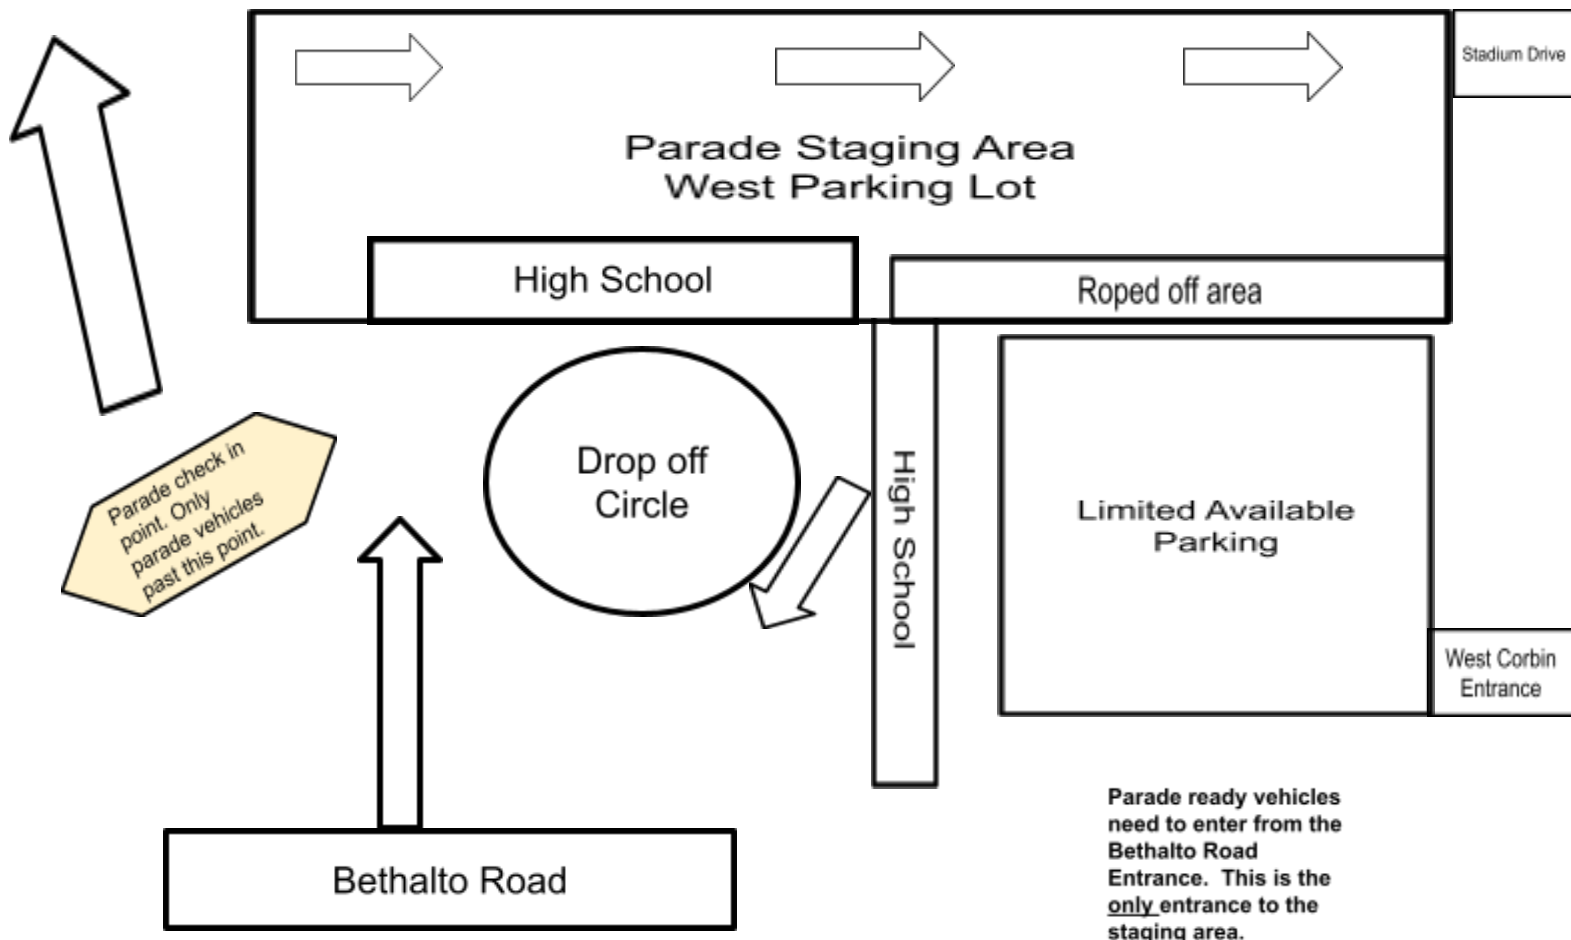 Stadium Drive
Parade Staging Area
West Parking Lot
High School
Roped off area
Parade check in
point. Only
parade vehicles
past this point.
Drop off
Circle
High School
Limited Available
Parking
West Corbin
Entrance
Bethalto Road
Parade ready vehicles
need to enter from the
Bethalto Road
Entrance. This is the
only entrance to the
staging area.